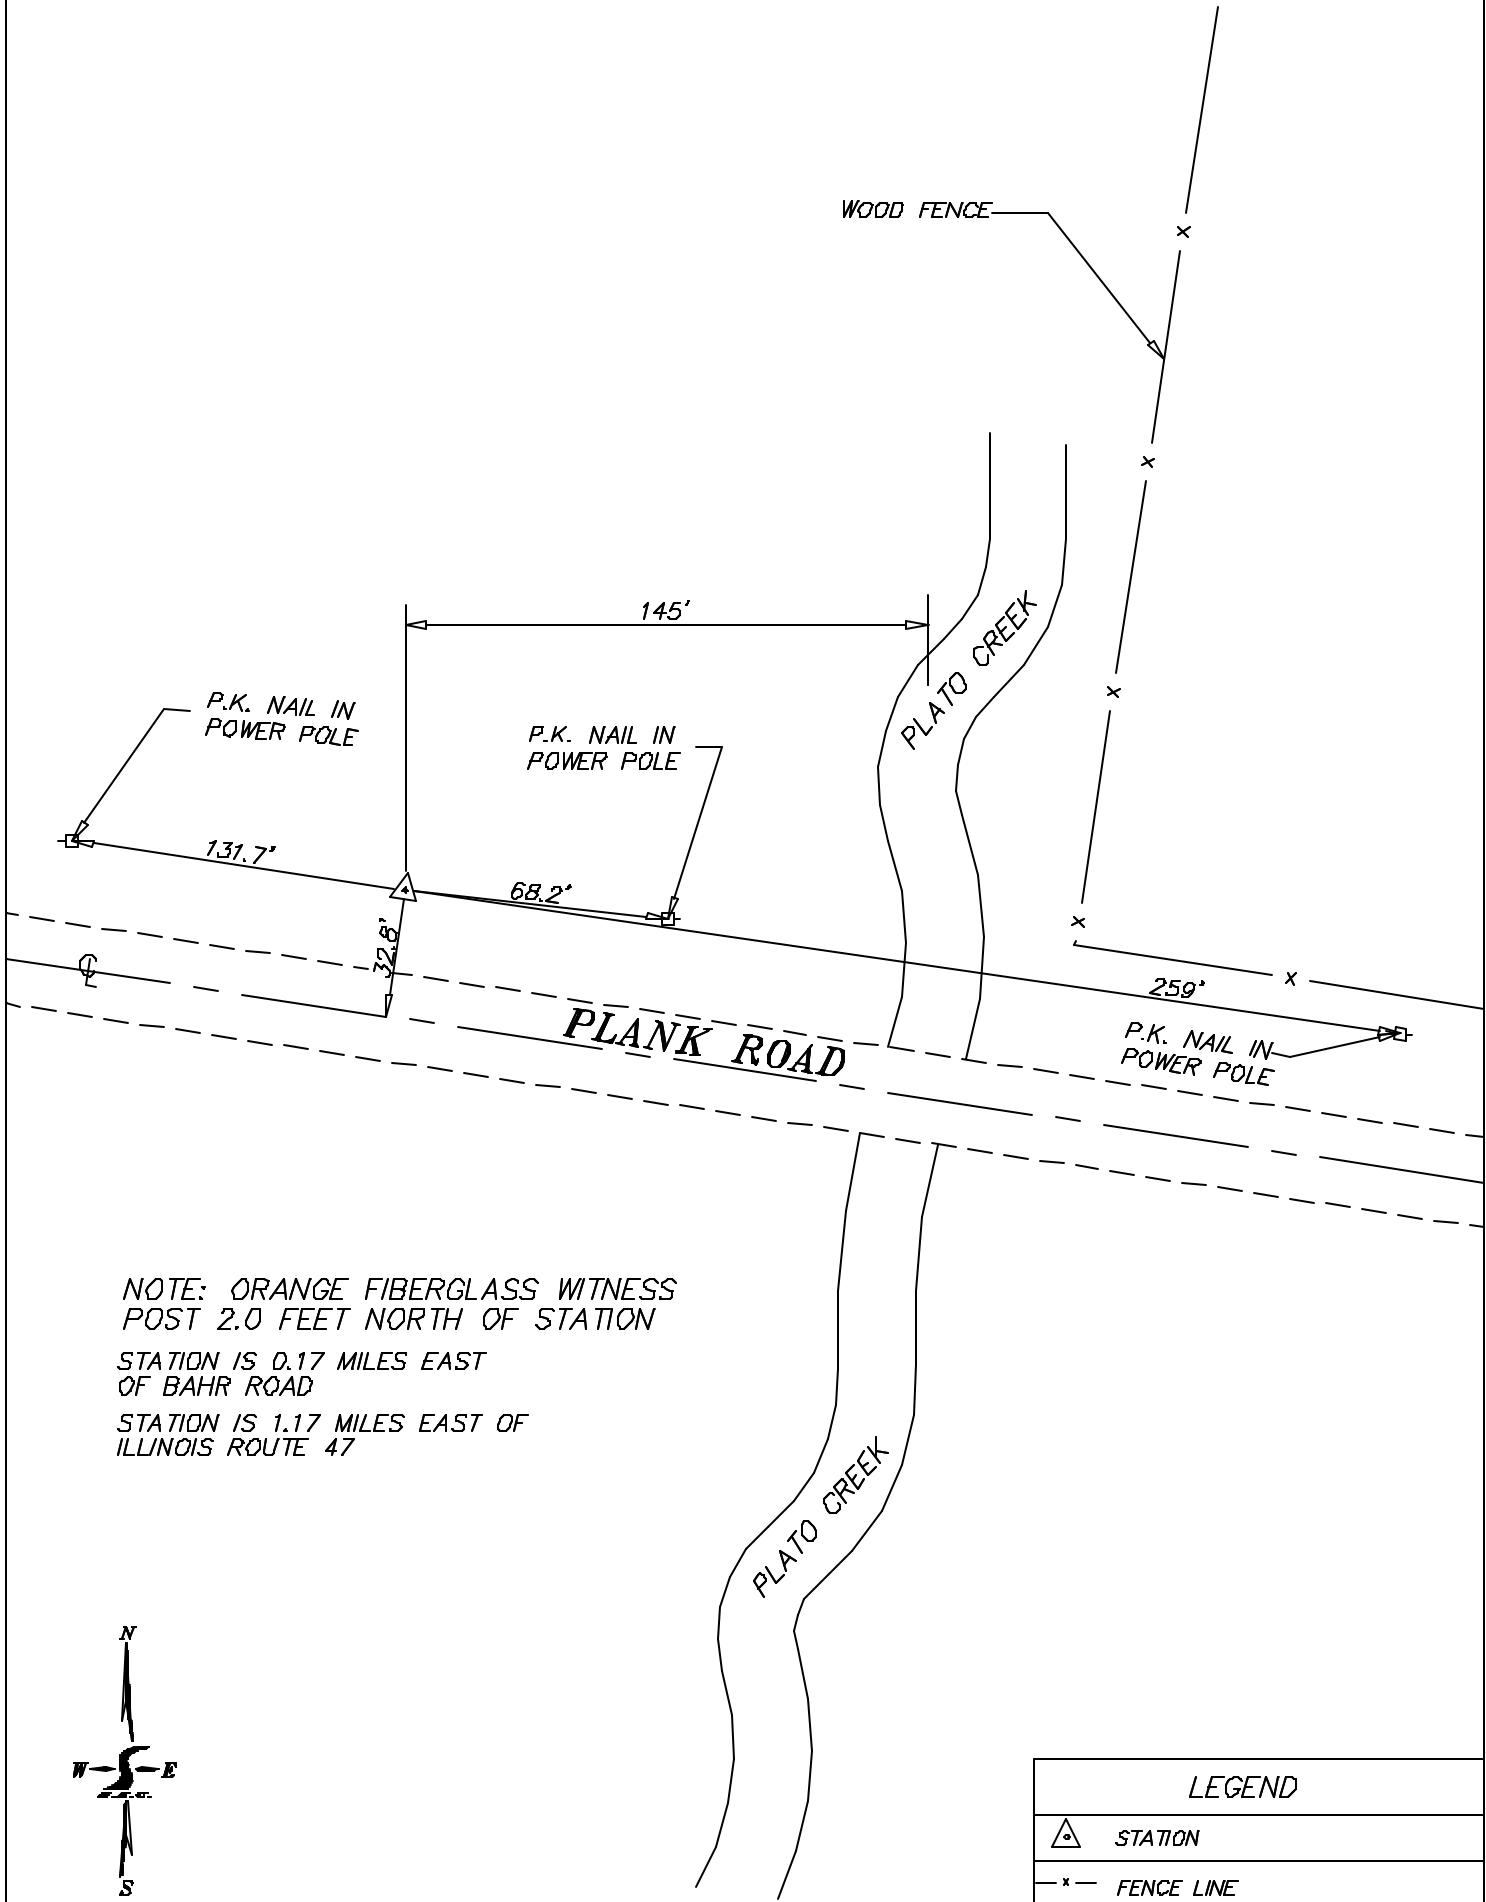 WOOD FENCE
145'
PLATO CREEK
P.K. NAIL IN
POWER POLE
P.K. NAIL IN
POWER POLE
131.7'
68.2'
32.8'
259'
P.K. NAIL IN
POWER POLE
PLANK ROAD
NOTE: ORANGE FIBERGLASS WITNESS
POST 2.0 FEET NORTH OF STATION
STATION IS 0.17 MILES EAST
OF BAHR ROAD
STATION IS 1.17 MILES EAST OF
ILLINOIS ROUTE 47
PLATO CREEK
N
W E
S
LEGEND
STATION
FENCE LINE